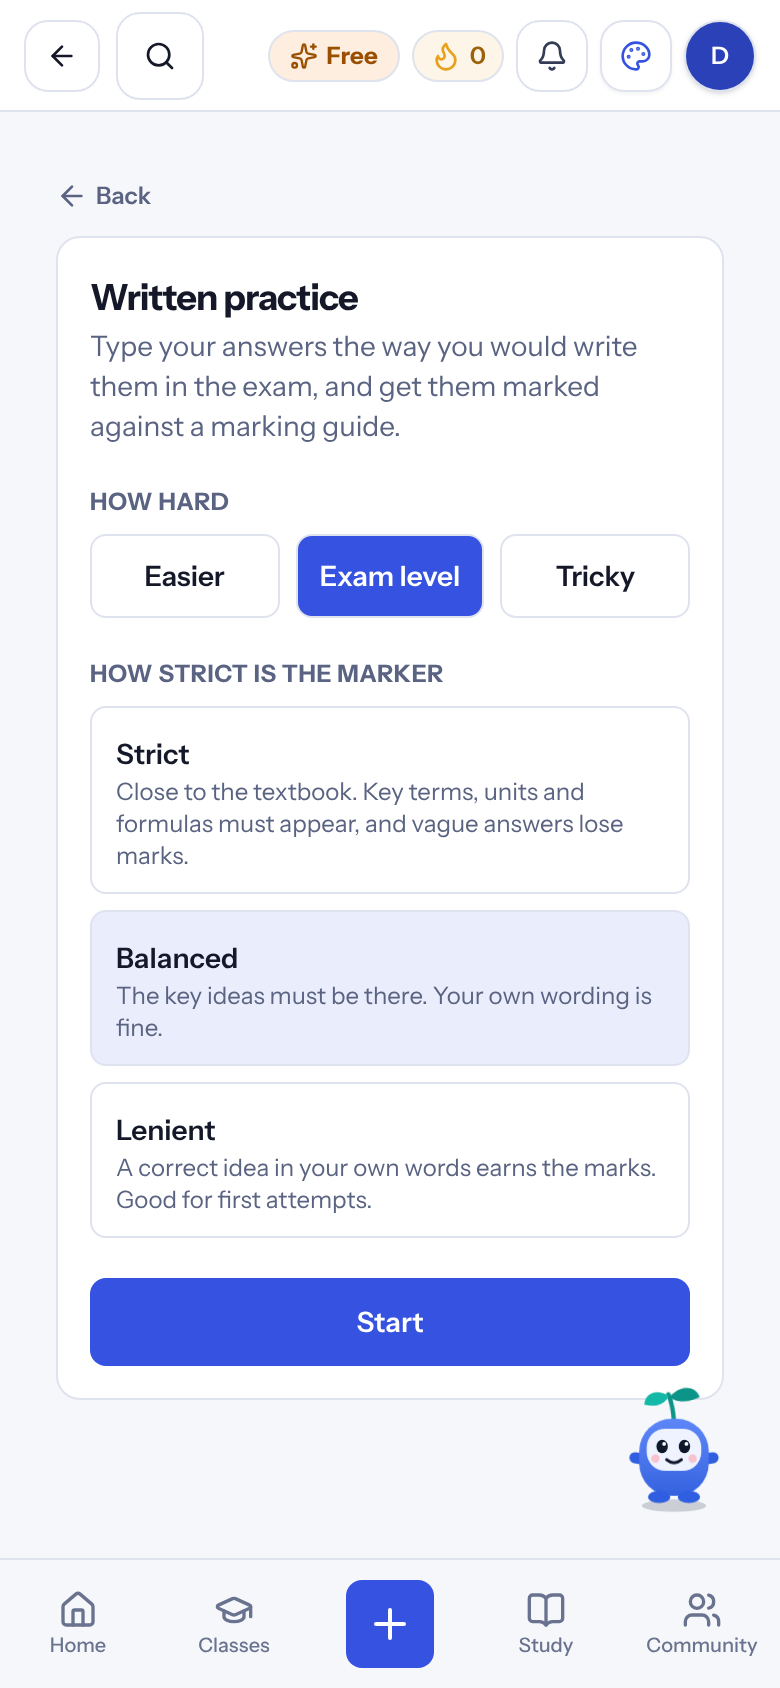 Free
0
D
Back
Written practice
Type your answers the way you would write
them in the exam, and get them marked
against a marking guide.
HOW HARD
Easier
Exam level
Tricky
HOW STRICT IS THE MARKER
Strict
Close to the textbook. Key terms, units and
formulas must appear, and vague answers lose
marks.
Balanced
The key ideas must be there. Your own wording is
fine.
Lenient
A correct idea in your own words earns the marks.
Good for first attempts.
Start
Home
Classes
Study
Community